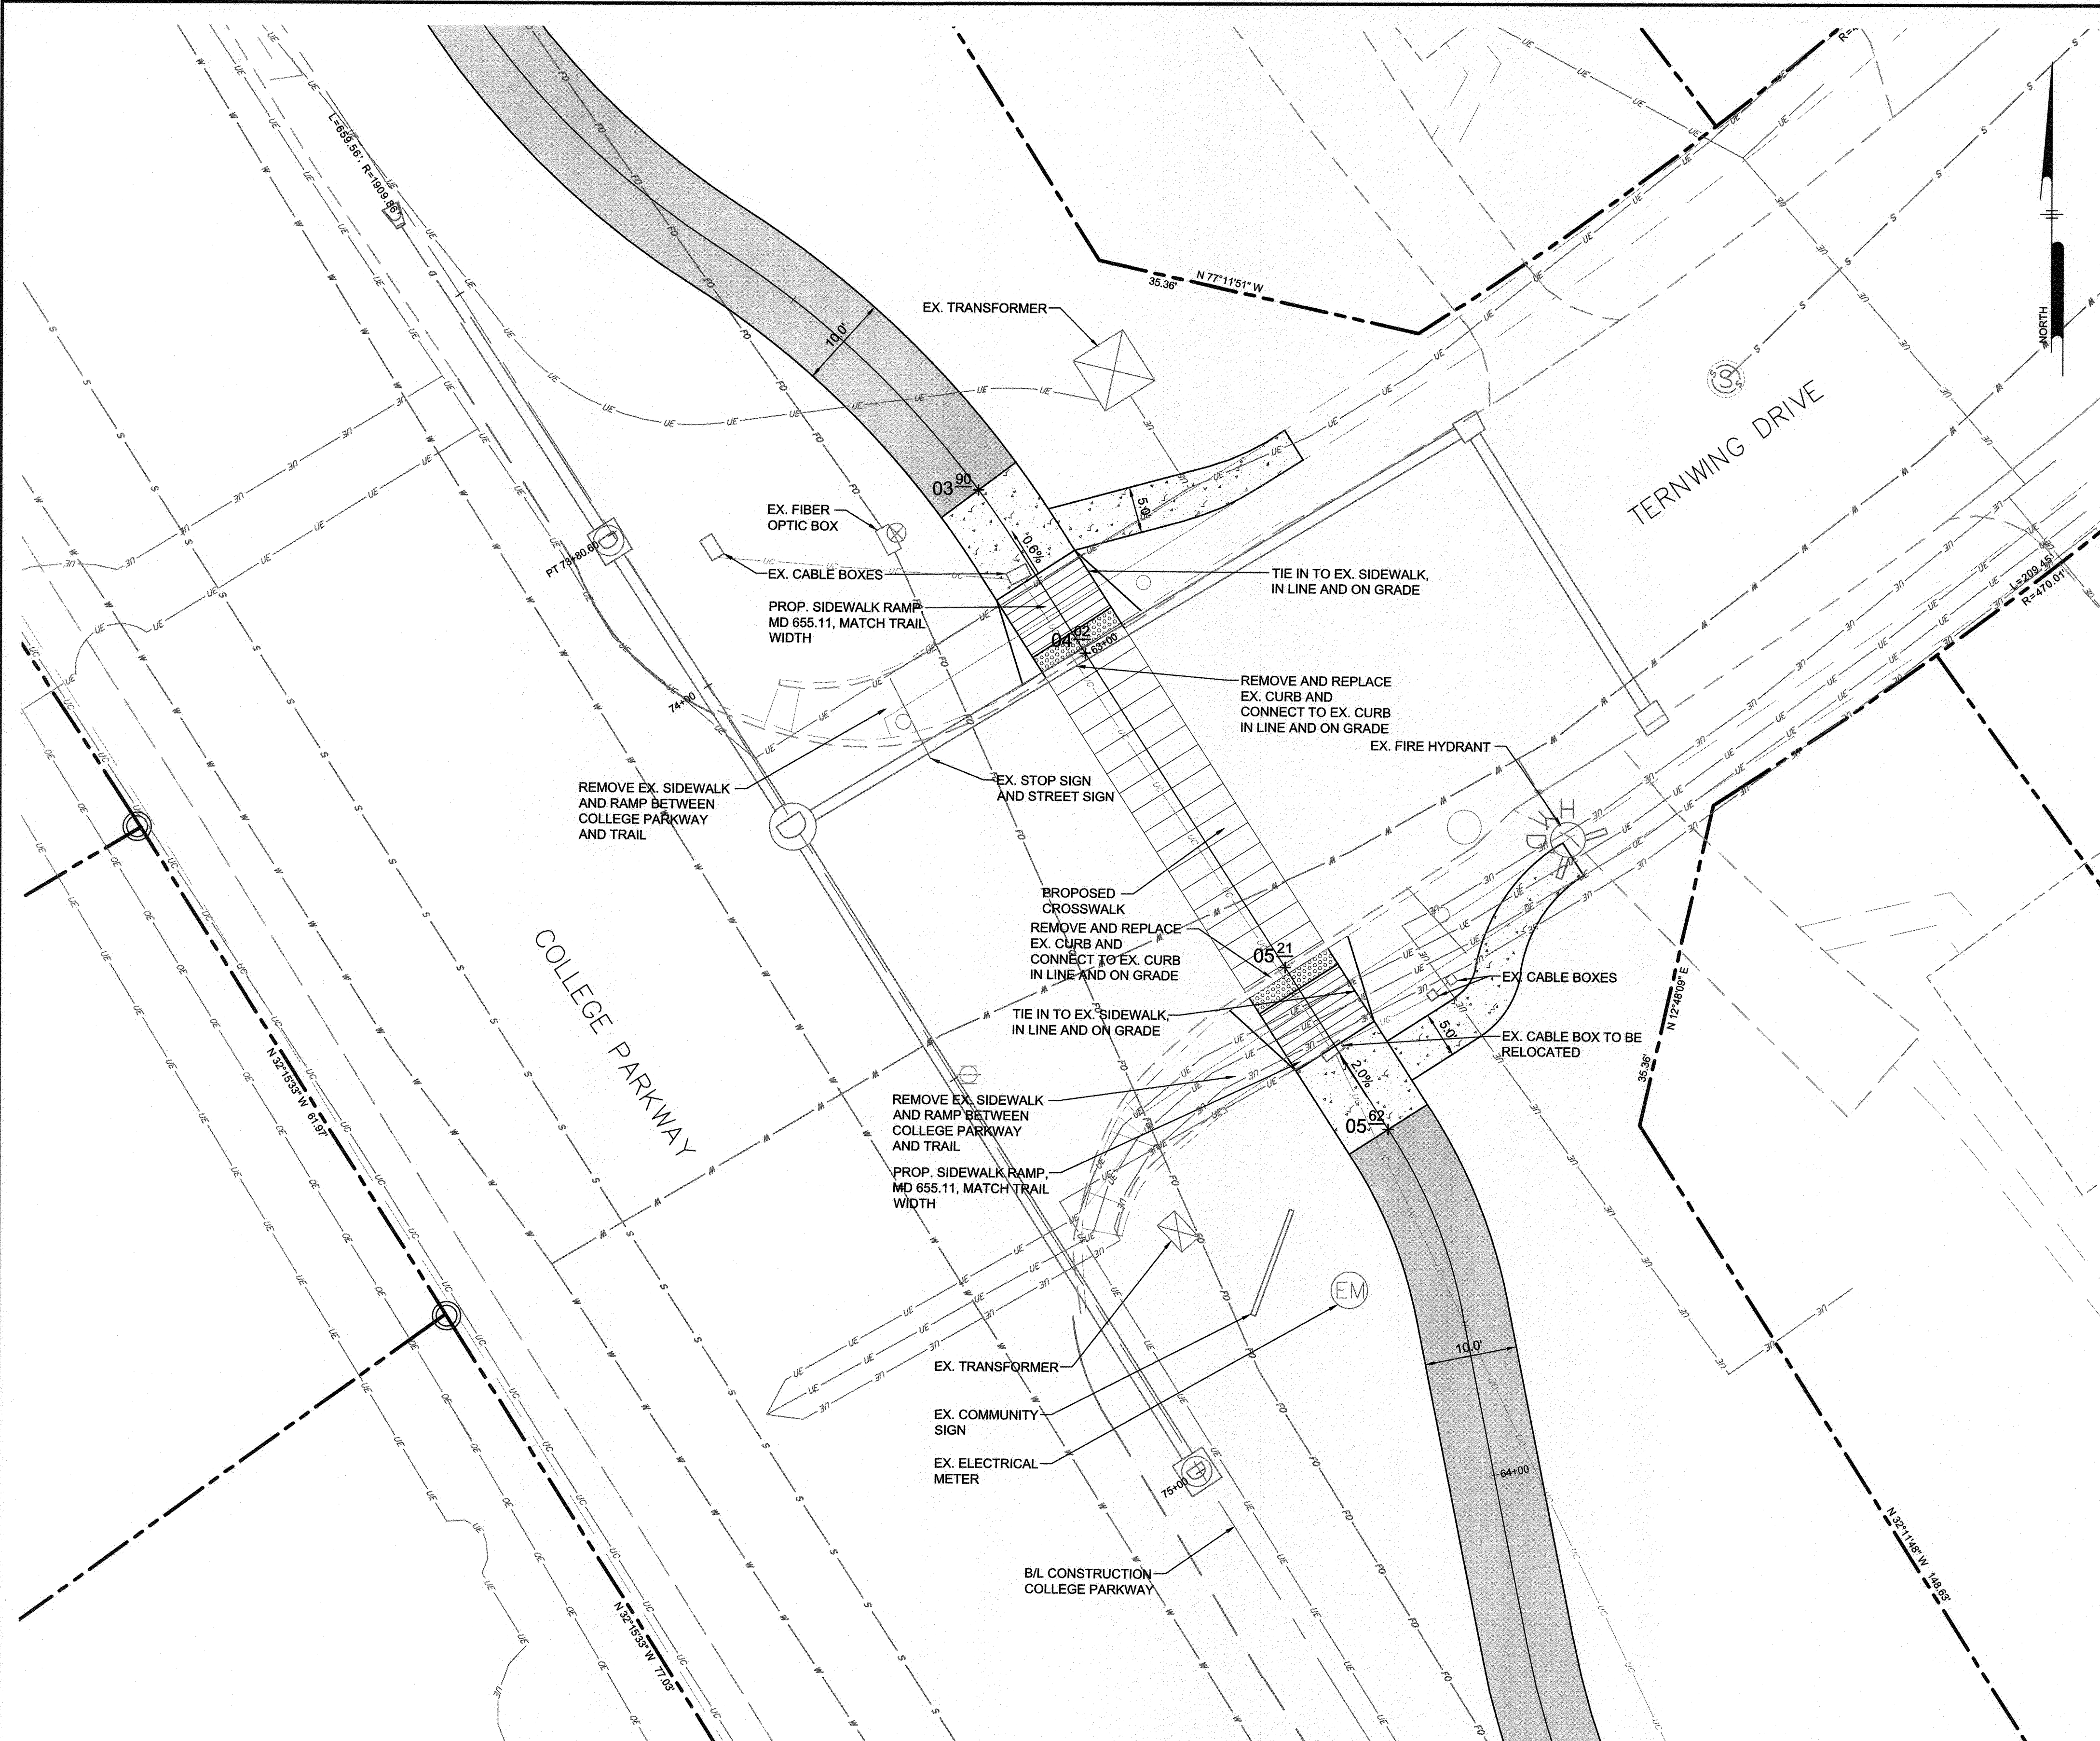 L=659.56', R=1909.86'
N 77°11'51" W
35.36'
NORTH
EX. TRANSFORMER
10.0'
TERNWING DRIVE
03 90
EX. FIBER
OPTIC BOX
5.0'
0.6%
PT 73+80.60
EX. CABLE BOXES
TIE IN TO EX. SIDEWALK,
IN LINE AND ON GRADE
L=209.45'
R=470.01'
PROP. SIDEWALK RAMP
MD 655.11, MATCH TRAIL
WIDTH
04 02
63+00
74+00
REMOVE AND REPLACE
EX. CURB AND
CONNECT TO EX. CURB
IN LINE AND ON GRADE
EX. FIRE HYDRANT
EX. STOP SIGN
AND STREET SIGN
REMOVE EX. SIDEWALK
AND RAMP BETWEEN
COLLEGE PARKWAY
AND TRAIL
H
PROPOSED
CROSSWALK
REMOVE AND REPLACE
EX. CURB AND
CONNECT TO EX. CURB
IN LINE AND ON GRADE
05 21
EX. CABLE BOXES
N 12°48'09" E
35.36'
COLLEGE PARKWAY
TIE IN TO EX. SIDEWALK,
IN LINE AND ON GRADE
5.0'
EX. CABLE BOX TO BE
RELOCATED
2.0%
N 32°15'33" W 61.97'
REMOVE EX. SIDEWALK
AND RAMP BETWEEN
COLLEGE PARKWAY
AND TRAIL
05 62
PROP. SIDEWALK RAMP,
MD 655.11, MATCH TRAIL
WIDTH
EM
10.0'
EX. TRANSFORMER
EX. COMMUNITY
SIGN
EX. ELECTRICAL
METER
75+00
64+00
B/L CONSTRUCTION
COLLEGE PARKWAY
N 32°11'48" W 148.63'
N 32°15'33" W 77.03'